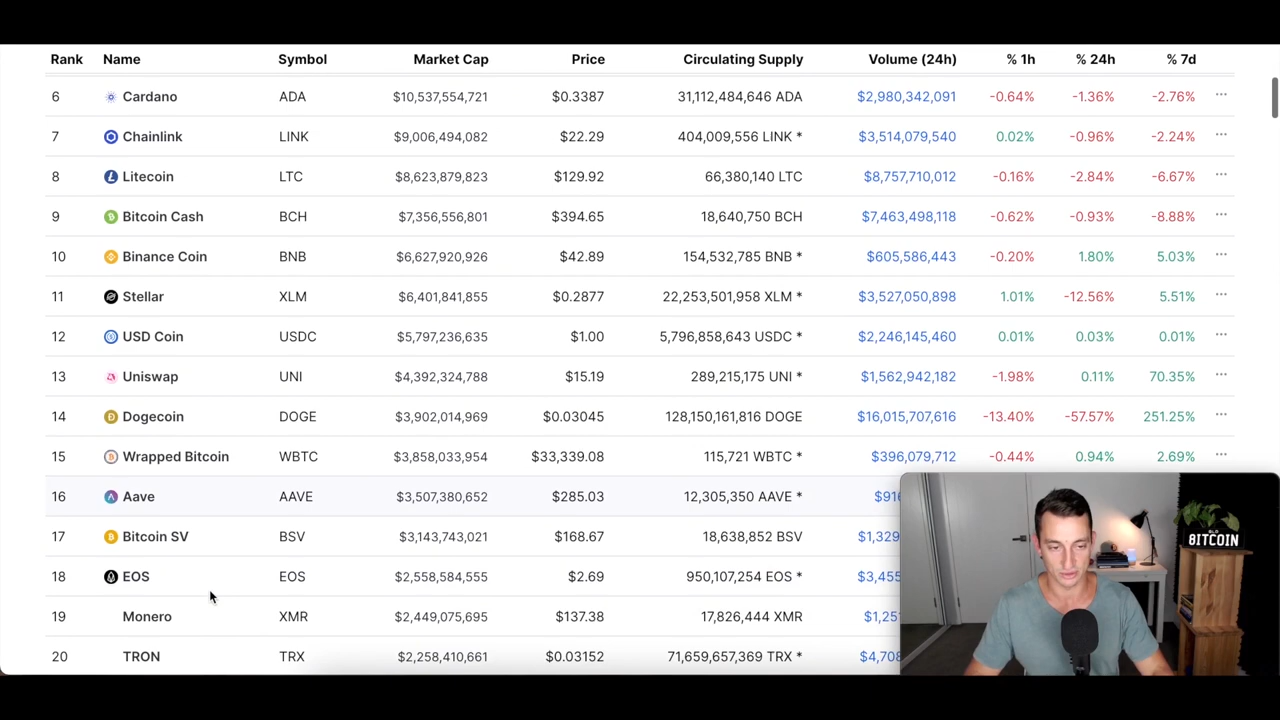 Rank Name Symbol Market Cap Price Circulating Supply Volume (24h) % 1h % 24h % 7d
6 Cardano ADA $10,537,554,721 $0.3387 31,112,484,646 ADA $2,980,342,091 -0.64% -1.36% -2.76%
7 Chainlink LINK $9,006,494,082 $22.29 404,009,556 LINK * $3,514,079,540 0.02% -0.96% -2.24%
8 Litecoin LTC $8,623,879,823 $129.92 66,380,140 LTC $8,757,710,012 -0.16% -2.84% -6.67%
9 Bitcoin Cash BCH $7,356,556,801 $394.65 18,640,750 BCH $7,463,498,118 -0.62% -0.93% -8.88%
10 Binance Coin BNB $6,627,920,926 $42.89 154,532,785 BNB * $605,586,443 -0.20% 1.80% 5.03%
11 Stellar XLM $6,401,841,855 $0.2877 22,253,501,958 XLM * $3,527,050,898 1.01% -12.56% 5.51%
12 USD Coin USDC $5,797,236,635 $1.00 5,796,858,643 USDC * $2,246,145,460 0.01% 0.03% 0.01%
13 Uniswap UNI $4,392,324,788 $15.19 289,215,175 UNI * $1,562,942,182 -1.98% 0.11% 70.35%
14 Dogecoin DOGE $3,902,014,969 $0.03045 128,150,161,816 DOGE $16,015,707,616 -13.40% -57.57% 251.25%
15 Wrapped Bitcoin WBTC $3,858,033,954 $33,339.08 115,721 WBTC * $396,079,712 -0.44% 0.94% 2.69%
16 Aave AAVE $3,507,380,652 $285.03 12,305,350 AAVE * $916
17 Bitcoin SV BSV $3,143,743,021 $168.67 18,638,852 BSV $1,329
18 EOS EOS $2,558,584,555 $2.69 950,107,254 EOS * $3,455
19 Monero XMR $2,449,075,695 $137.38 17,826,444 XMR $1,251
20 TRON TRX $2,258,410,661 $0.03152 71,659,657,369 TRX * $4,708
BITCOIN